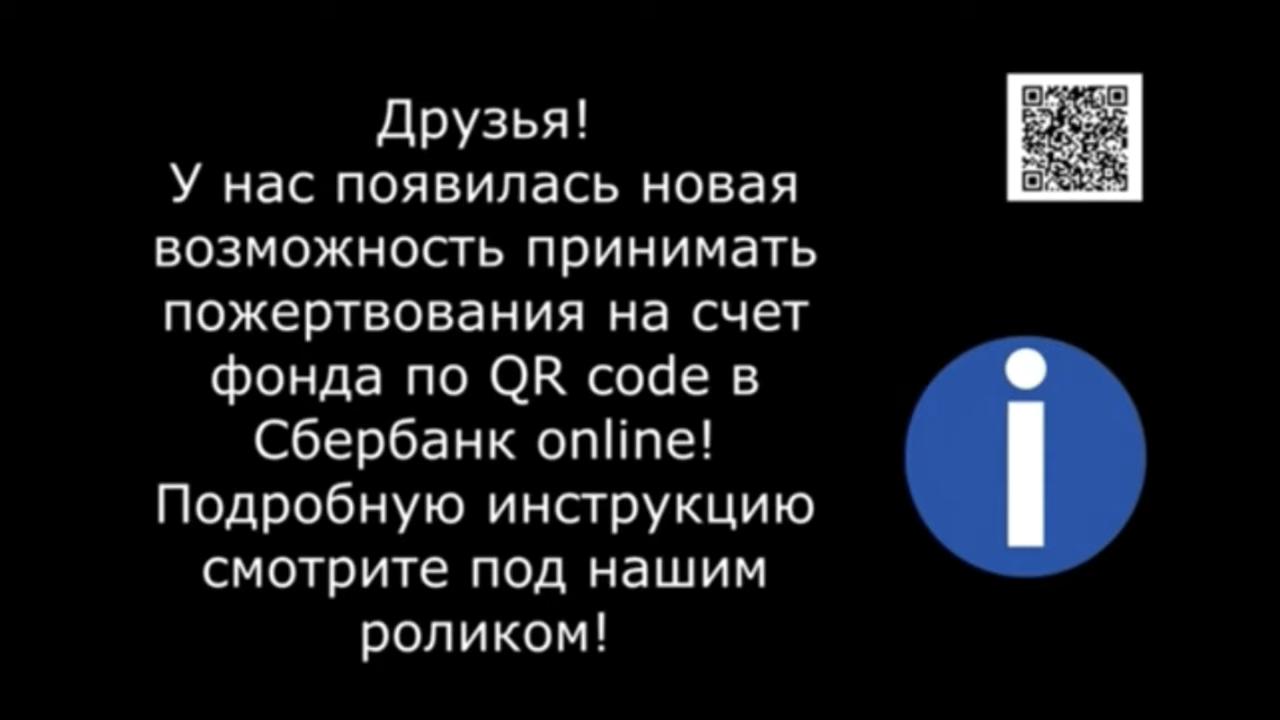 Друзья!
У нас появилась новая
возможность принимать
пожертвования на счет
фонда по QR code в
Сбербанк online!
Подробную инструкцию
смотрите под нашим
роликом!